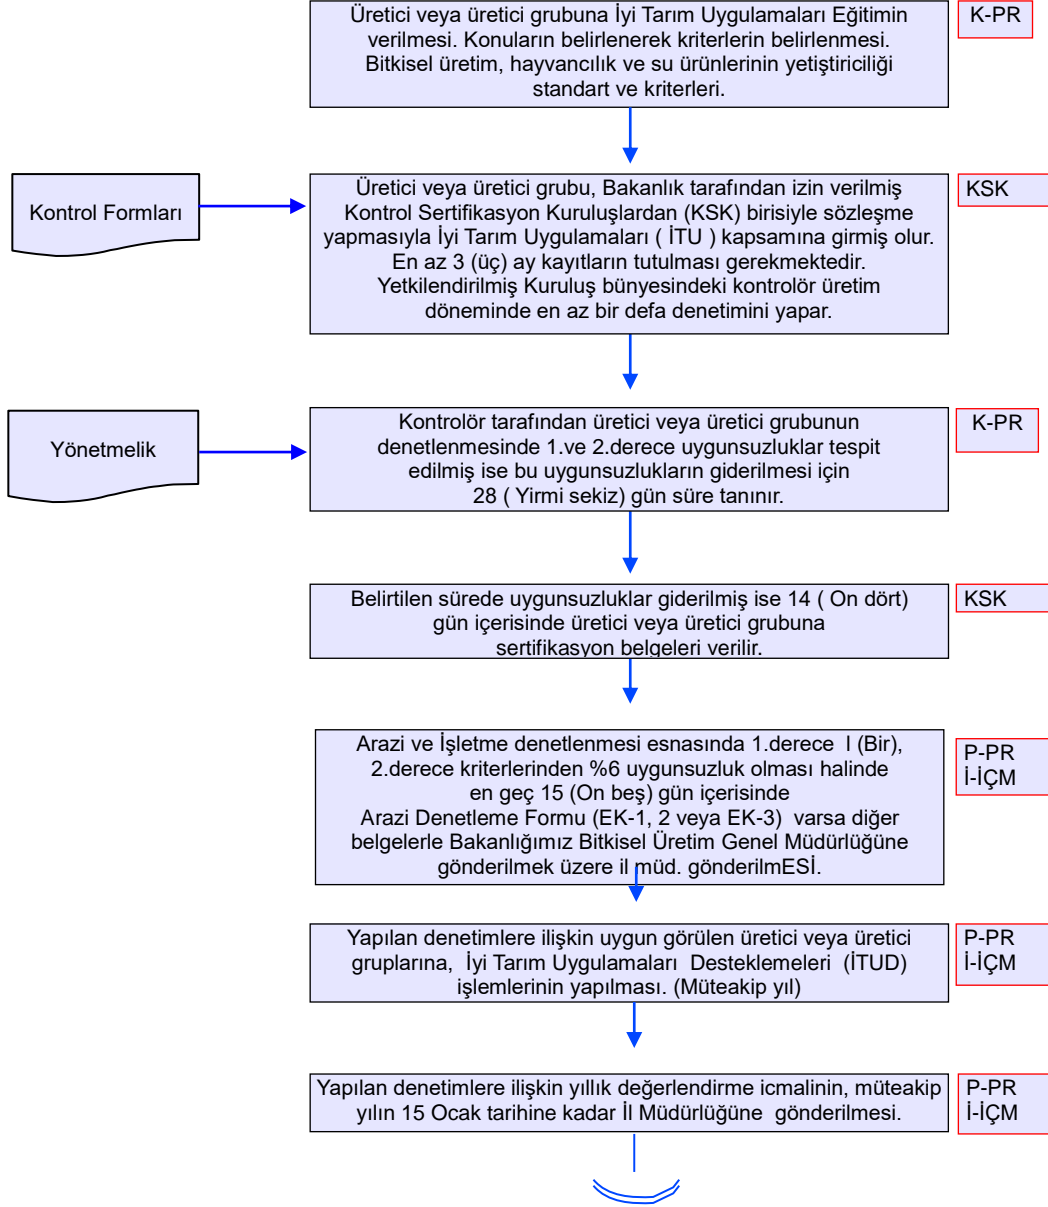 Üretici veya üretici grubuna İyi Tarım Uygulamaları Eğitimin
verilmesi. Konuların belirlenerek kriterlerin belirlenmesi.
Bitkisel üretim, hayvancılık ve su ürünlerinin yetiştiriciliği
standart ve kriterleri.
K-PR
Kontrol Formları
Üretici veya üretici grubu, Bakanlık tarafından izin verilmiş
Kontrol Sertifikasyon Kuruluşlardan (KSK) birisiyle sözleşme
yapmasıyla İyi Tarım Uygulamaları ( İTU ) kapsamına girmiş olur.
En az 3 (üç) ay kayıtların tutulması gerekmektedir.
Yetkilendirilmiş Kuruluş bünyesindeki kontrolör üretim
döneminde en az bir defa denetimini yapar.
KSK
Yönetmelik
Kontrolör tarafından üretici veya üretici grubunun
denetlenmesinde 1.ve 2.derece uygunsuzluklar tespit
edilmiş ise bu uygunsuzlukların giderilmesi için
28 ( Yirmi sekiz) gün süre tanınır.
K-PR
Belirtilen sürede uygunsuzluklar giderilmiş ise 14 ( On dört)
gün içerisinde üretici veya üretici grubuna
sertifikasyon belgeleri verilir.
KSK
Arazi ve İşletme denetlenmesi esnasında 1.derece l (Bir),
2.derece kriterlerinden %6 uygunsuzluk olması halinde
en geç 15 (On beş) gün içerisinde
Arazi Denetleme Formu (EK-1, 2 veya EK-3) varsa diğer
belgelerle Bakanlığımız Bitkisel Üretim Genel Müdürlüğüne
gönderilmek üzere il müd. gönderilmESİ.
P-PR
İ-İÇM
Yapılan denetimlere ilişkin uygun görülen üretici veya üretici
gruplarına, İyi Tarım Uygulamaları Desteklemeleri (İTUD)
işlemlerinin yapılması. (Müteakip yıl)
P-PR
İ-İÇM
Yapılan denetimlere ilişkin yıllık değerlendirme icmalinin, müteakip
yılın 15 Ocak tarihine kadar İl Müdürlüğüne gönderilmesi.
P-PR
İ-İÇM